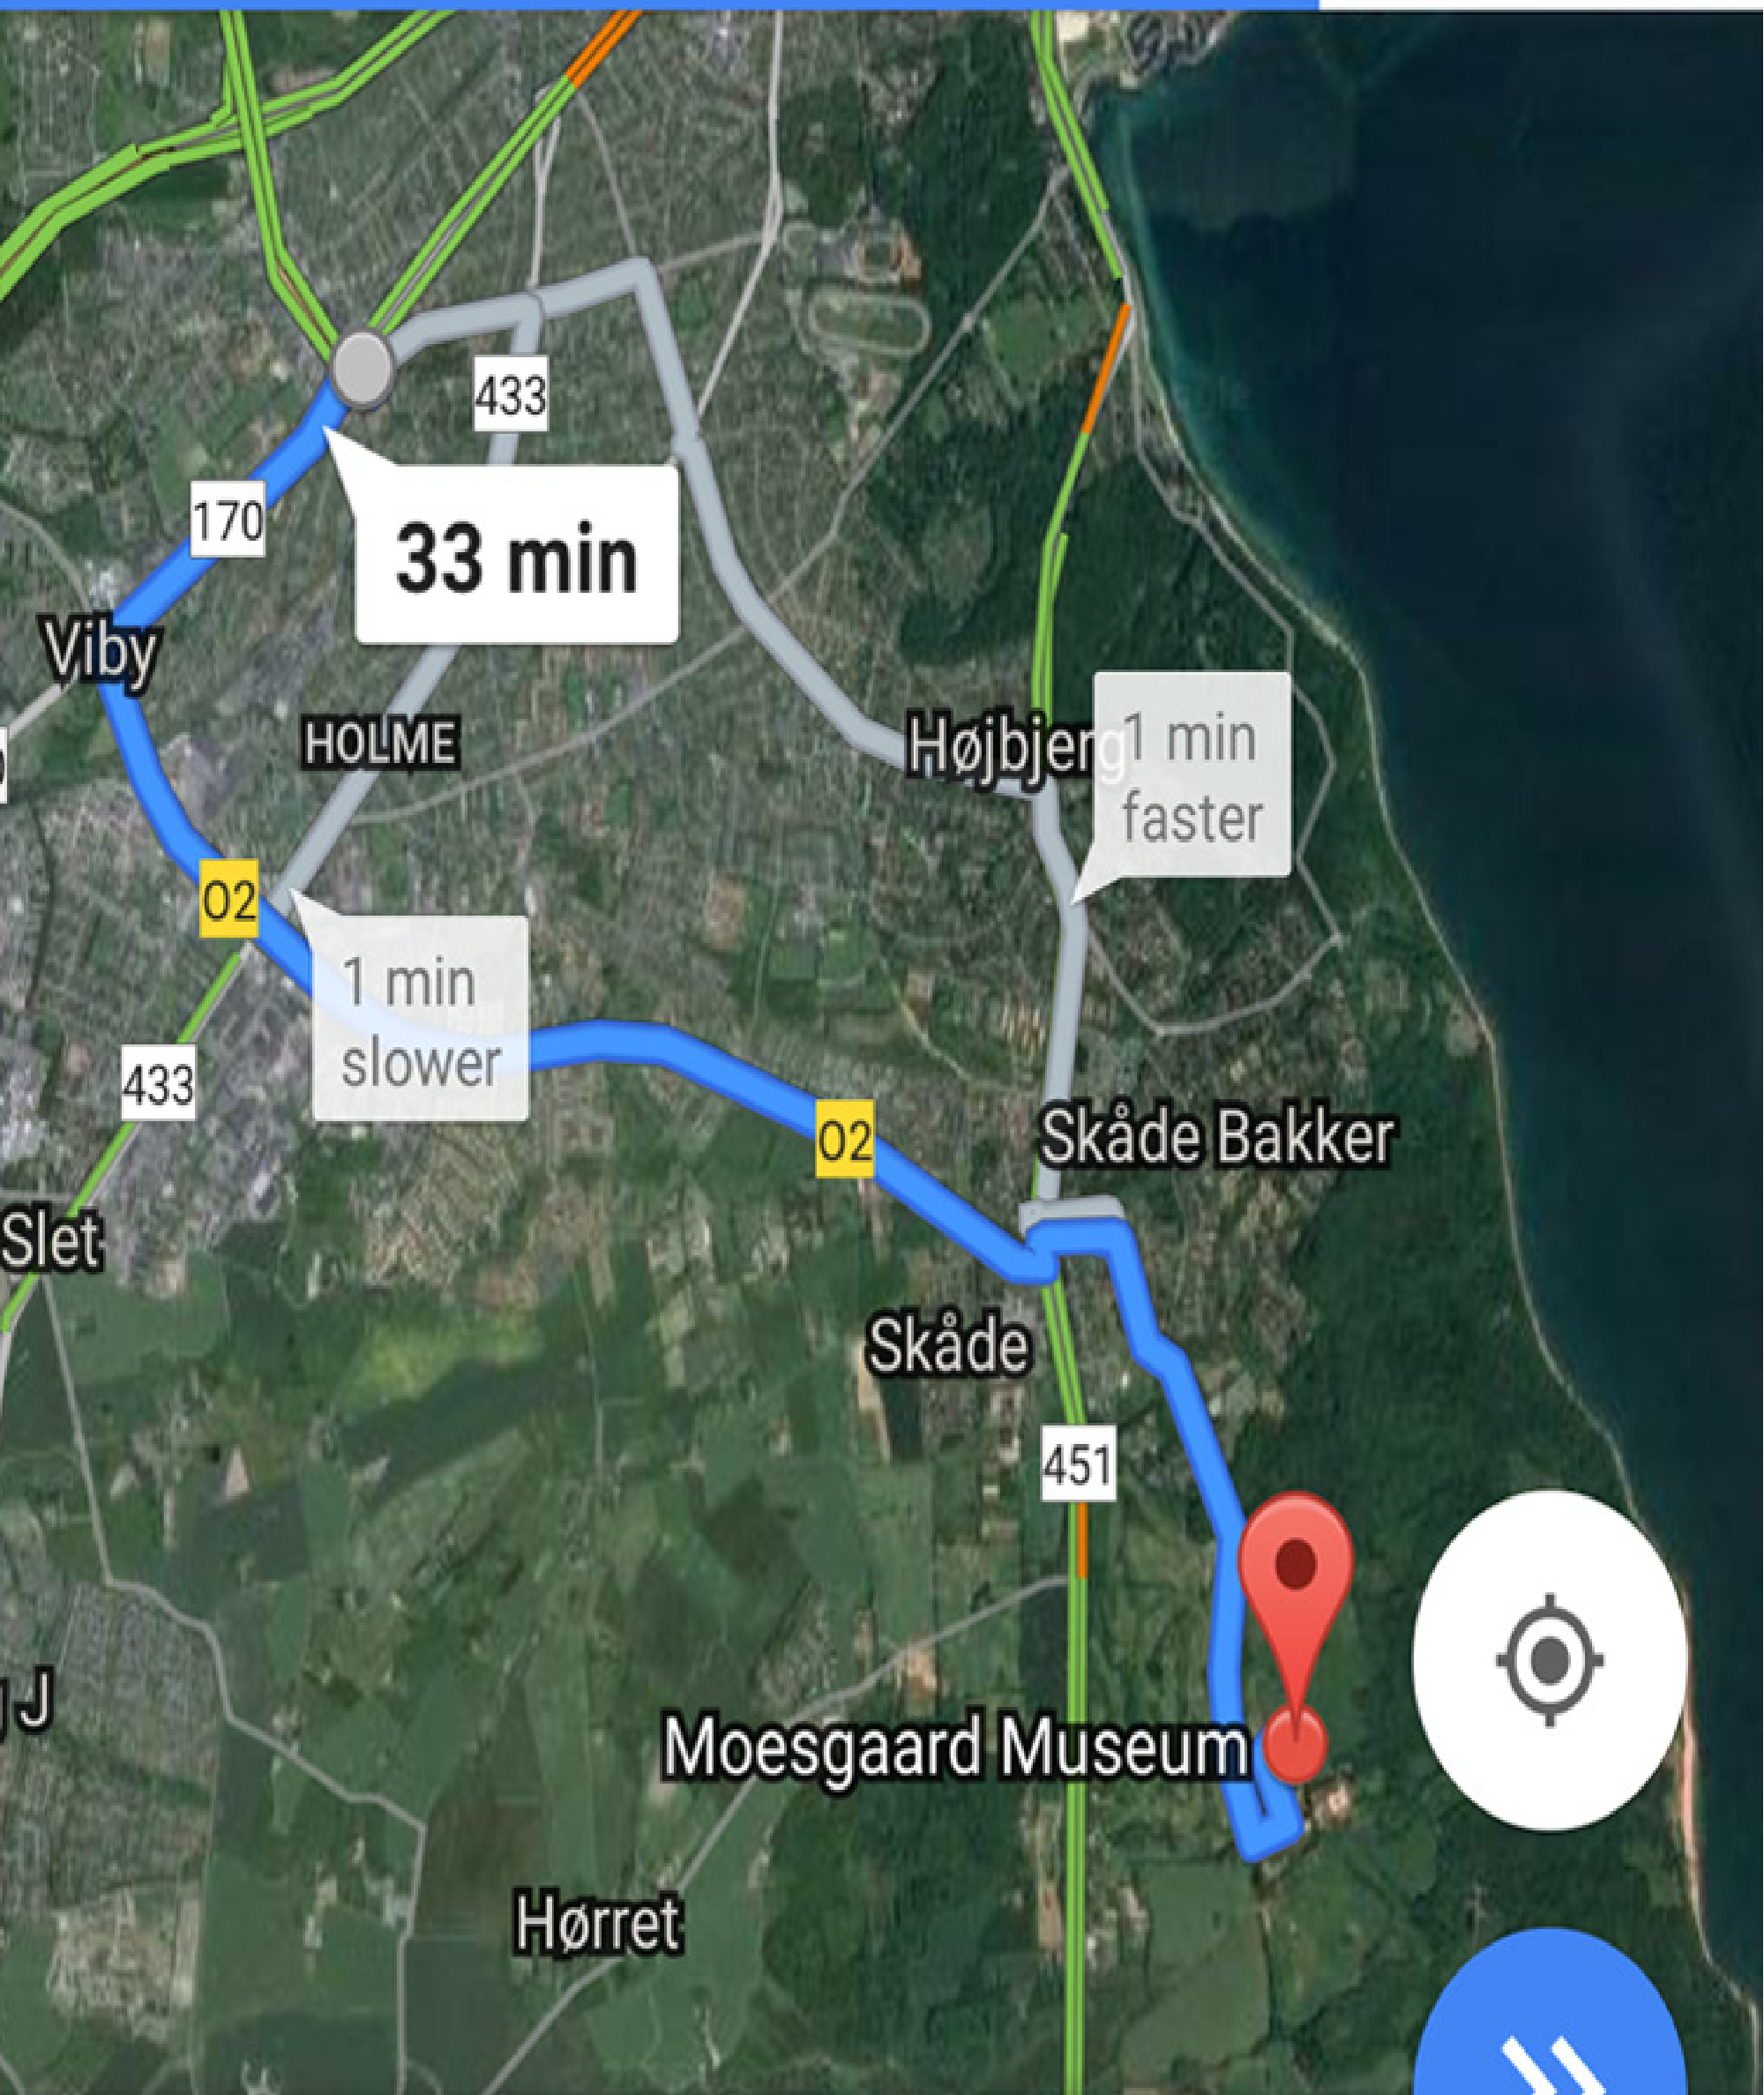 433
170
33 min
Viby
HOLME
Højbjerg
1 min
faster
O2
1 min
slower
433
O2
Skåde Bakker
Slet
Skåde
451
J
Moesgaard Museum
Hørret